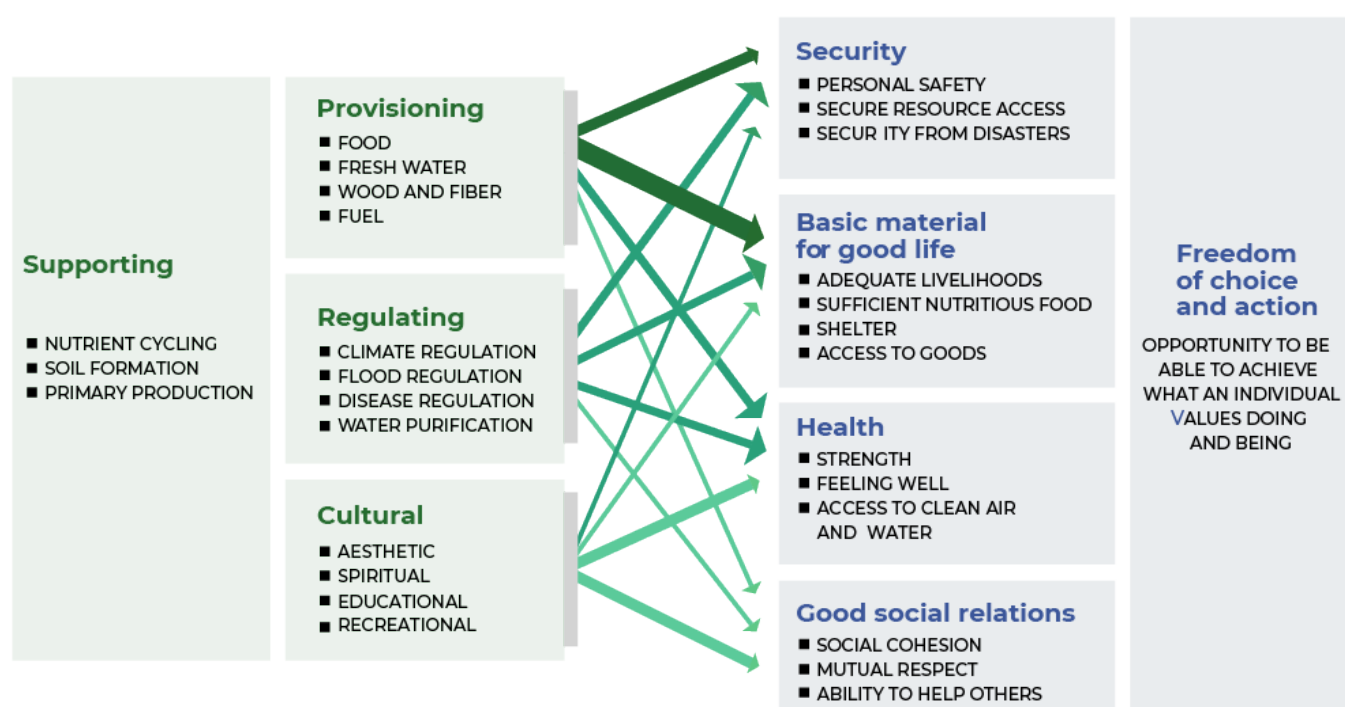 Supporting
■ NUTRIENT CYCLING
■ SOIL FORMATION
■ PRIMARY PRODUCTION
Provisioning
■ FOOD
■ FRESH WATER
■ WOOD AND FIBER
■ FUEL
Regulating
■ CLIMATE REGULATION
■ FLOOD REGULATION
■ DISEASE REGULATION
■ WATER PURIFICATION
Cultural
■ AESTHETIC
■ SPIRITUAL
■ EDUCATIONAL
■ RECREATIONAL
Security
■ PERSONAL SAFETY
■ SECURE RESOURCE ACCESS
■ SECUR ITY FROM DISASTERS
Basic material
for good life
■ ADEQUATE LIVELIHOODS
■ SUFFICIENT NUTRITIOUS FOOD
■ SHELTER
■ ACCESS TO GOODS
Health
■ STRENGTH
■ FEELING WELL
■ ACCESS TO CLEAN AIR
AND WATER
Good social relations
■ SOCIAL COHESION
■ MUTUAL RESPECT
■ ABILITY TO HELP OTHERS
Freedom
of choice
and action
OPPORTUNITY TO BE
ABLE TO ACHIEVE
WHAT AN INDIVIDUAL
VALUES DOING
AND BEING